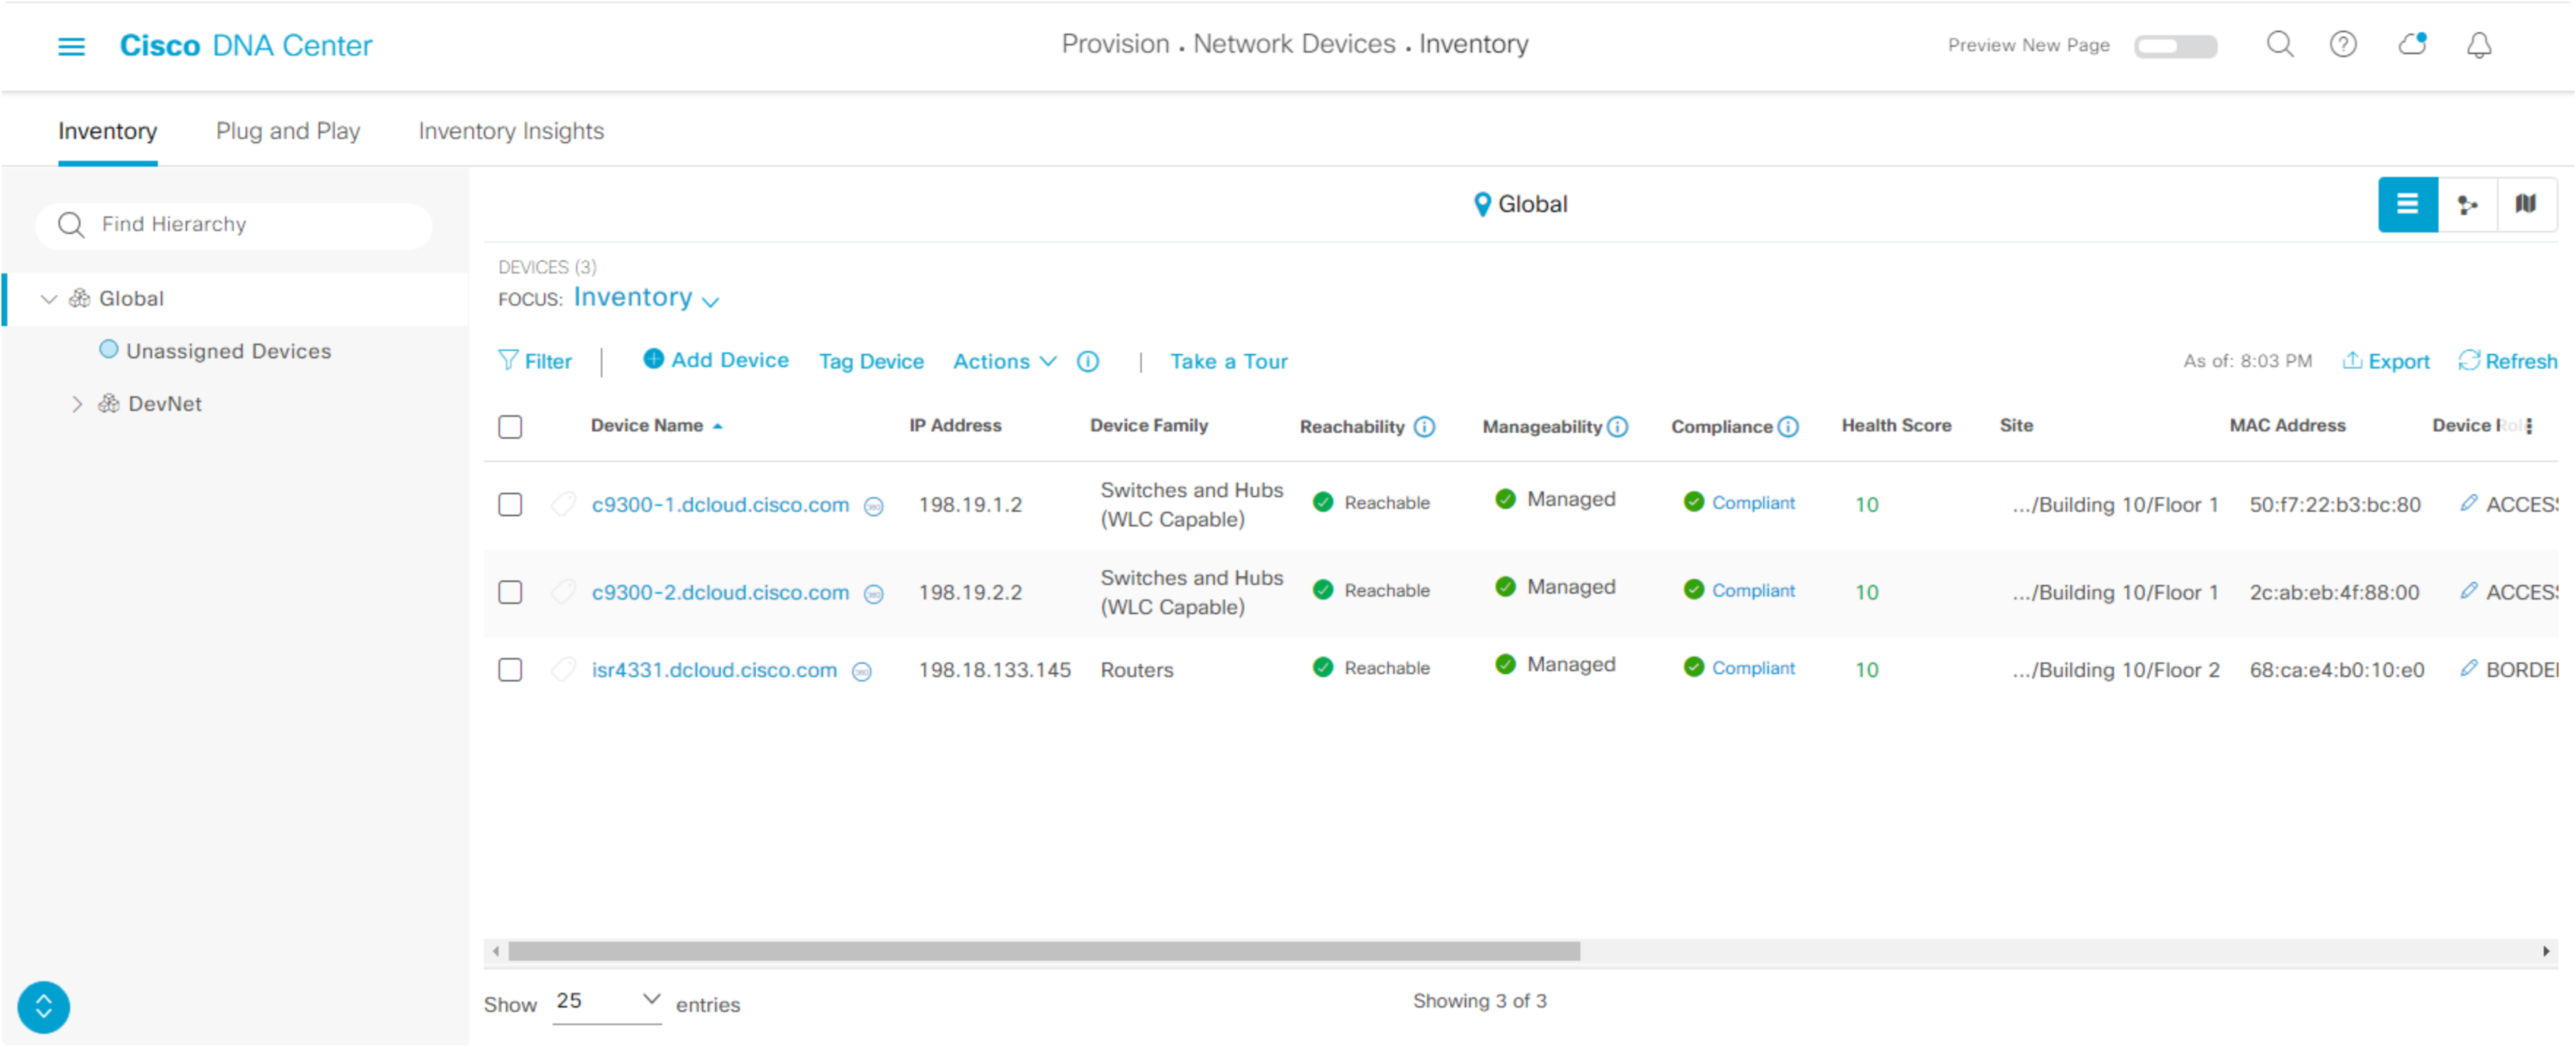 Cisco DNA Center
Provision . Network Devices . Inventory
Preview New Page
Inventory Plug and Play Inventory Insights
Find Hierarchy
Global
Unassigned Devices
DevNet
Global
DEVICES (3)
FOCUS: Inventory
Filter | Add Device Tag Device Actions | Take a Tour
As of: 8:03 PM Export Refresh
Device Name IP Address Device Family Reachability Manageability Compliance Health Score Site MAC Address Device Role
c9300-1.dcloud.cisco.com 198.19.1.2 Switches and Hubs
(WLC Capable) Reachable Managed Compliant 10 .../Building 10/Floor 1 50:f7:22:b3:bc:80 ACCESS
c9300-2.dcloud.cisco.com 198.19.2.2 Switches and Hubs
(WLC Capable) Reachable Managed Compliant 10 .../Building 10/Floor 1 2c:ab:eb:4f:88:00 ACCESS
isr4331.dcloud.cisco.com 198.18.133.145 Routers Reachable Managed Compliant 10 .../Building 10/Floor 2 68:ca:e4:b0:10:e0 BORDE
Show 25 entries
Showing 3 of 3